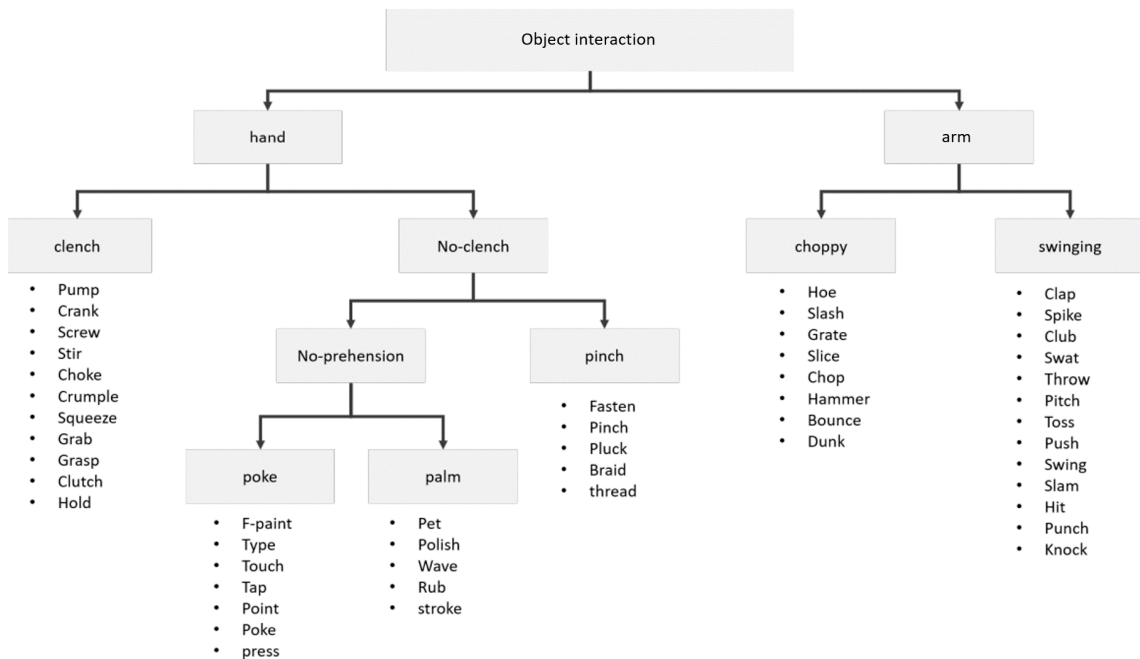 Object interaction
hand
arm
clench
No-clench
choppy
swinging
Pump
Crank
Screw
Stir
Choke
Crumple
Squeeze
Grab
Grasp
Clutch
Hold
No-prehension
pinch
poke
palm
F-paint
Type
Touch
Tap
Point
Poke
press
Pet
Polish
Wave
Rub
stroke
Fasten
Pinch
Pluck
Braid
thread
Hoe
Slash
Grate
Slice
Chop
Hammer
Bounce
Dunk
Clap
Spike
Club
Swat
Throw
Pitch
Toss
Push
Swing
Slam
Hit
Punch
Knock